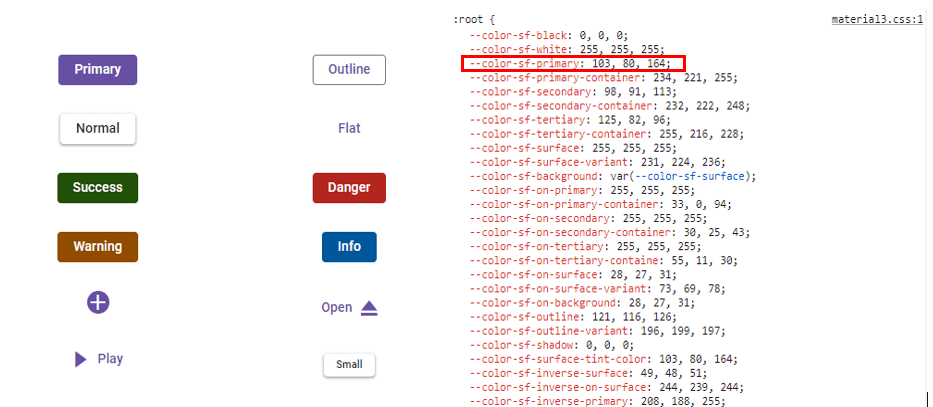 Primary
Outline
Normal
Flat
Success
Danger
Warning
Info
Open
Play
Small
:root {
material3.css:1
--color-sf-black: 0, 0, 0;
--color-sf-white: 255, 255, 255;
--color-sf-primary: 103, 80, 164;
--color-sf-primary-container: 234, 221, 255;
--color-sf-secondary: 98, 91, 113;
--color-sf-secondary-container: 232, 222, 248;
--color-sf-tertiary: 125, 82, 96;
--color-sf-tertiary-container: 255, 216, 228;
--color-sf-surface: 255, 255, 255;
--color-sf-surface-variant: 231, 224, 236;
--color-sf-background: var(--color-sf-surface);
--color-sf-on-primary: 255, 255, 255;
--color-sf-on-primary-container: 33, 0, 94;
--color-sf-on-secondary: 255, 255, 255;
--color-sf-on-secondary-container: 30, 25, 43;
--color-sf-on-tertiary: 255, 255, 255;
--color-sf-on-tertiary-containe: 55, 11, 30;
--color-sf-on-surface: 28, 27, 31;
--color-sf-on-surface-variant: 73, 69, 78;
--color-sf-on-background: 28, 27, 31;
--color-sf-outline: 121, 116, 126;
--color-sf-outline-variant: 196, 199, 197;
--color-sf-shadow: 0, 0, 0;
--color-sf-surface-tint-color: 103, 80, 164;
--color-sf-inverse-surface: 49, 48, 51;
--color-sf-inverse-on-surface: 244, 239, 244;
--color-sf-inverse-primary: 208, 188, 255;